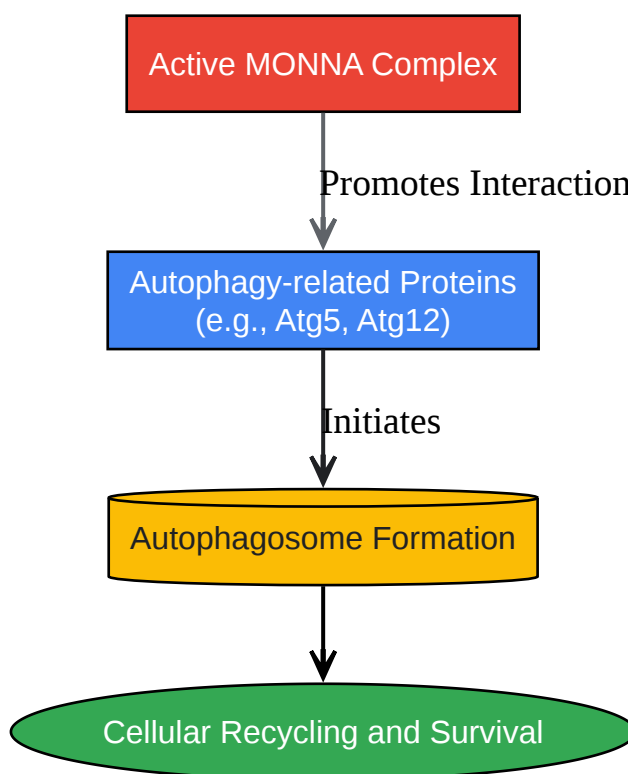 Active MONNA Complex
Promotes Interaction
Autophagy-related Proteins
(e.g., Atg5, Atg12)
Initiates
Autophagosome Formation
Cellular Recycling and Survival